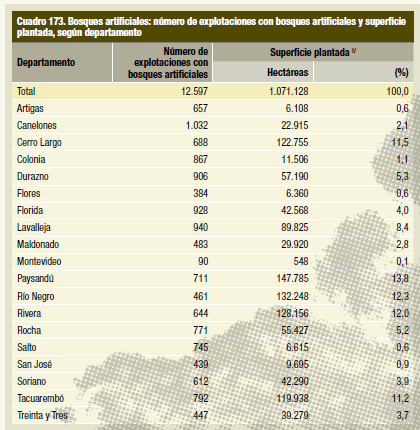 Cuadro 173. Bosques artificiales: número de explotaciones con bosques artificiales y superficie
plantada, según departamento
Departamento Número de explotaciones con bosques artificiales Superficie plantada 1/
Hectáreas (%)
Total 12.597 1.071.128 100,0
Artigas 657 6.108 0,6
Canelones 1.032 22.915 2,1
Cerro Largo 688 122.755 11,5
Colonia 867 11.506 1,1
Durazno 906 57.190 5,3
Flores 384 6.360 0,6
Florida 928 42.568 4,0
Lavalleja 940 89.825 8,4
Maldonado 483 29.920 2,8
Montevideo 90 548 0,1
Paysandú 711 147.785 13,8
Río Negro 461 132.248 12,3
Rivera 644 128.156 12,0
Rocha 771 55.427 5,2
Salto 745 6.615 0,6
San José 439 9.695 0,9
Soriano 612 42.290 3,9
Tacuarembó 792 119.938 11,2
Treinta y Tres 447 39.279 3,7